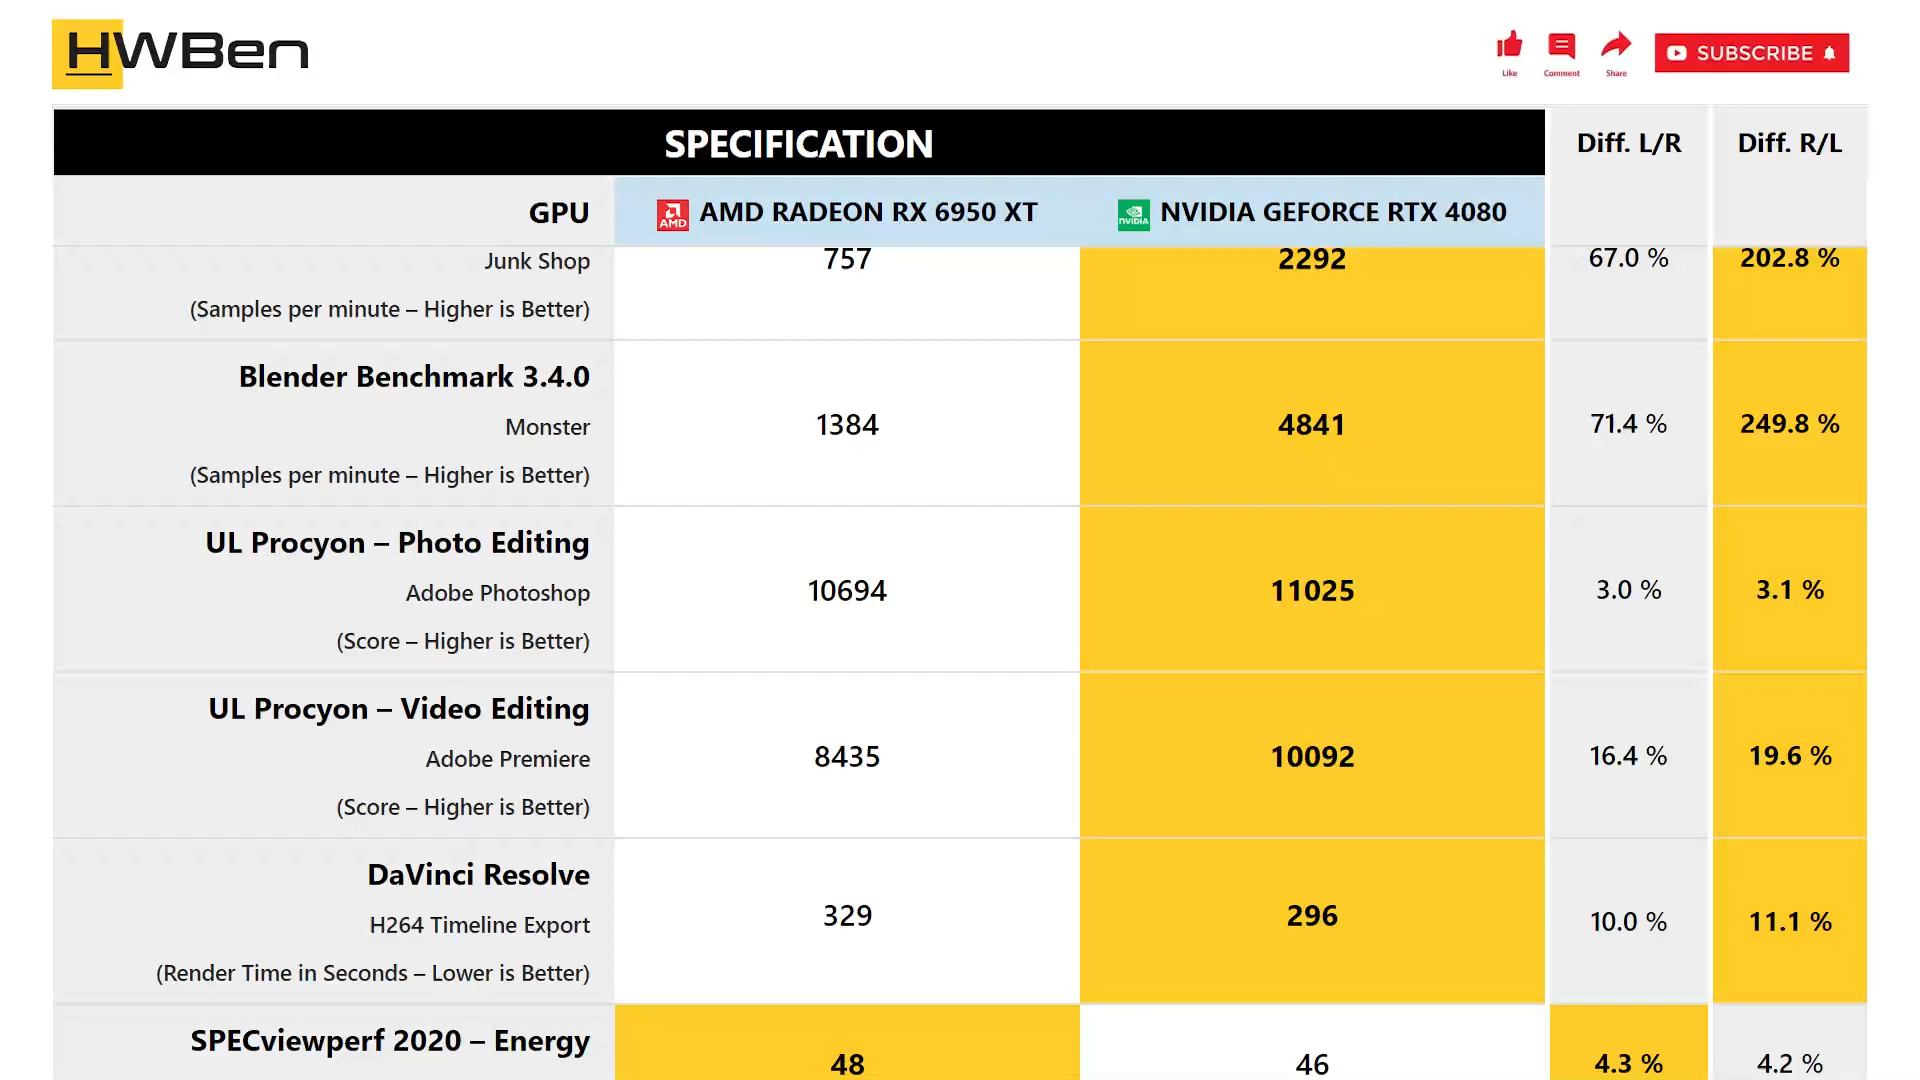 HWBen
Like
Comment
Share
SUBSCRIBE
SPECIFICATION
Diff. L/R
Diff. R/L
GPU
AMD
AMD RADEON RX 6950 XT
NVIDIA
NVIDIA GEFORCE RTX 4080
Junk Shop
(Samples per minute – Higher is Better)
757
2292
67.0 %
202.8 %
Blender Benchmark 3.4.0
Monster
(Samples per minute – Higher is Better)
1384
4841
71.4 %
249.8 %
UL Procyon – Photo Editing
Adobe Photoshop
(Score – Higher is Better)
10694
11025
3.0 %
3.1 %
UL Procyon – Video Editing
Adobe Premiere
(Score – Higher is Better)
8435
10092
16.4 %
19.6 %
DaVinci Resolve
H264 Timeline Export
(Render Time in Seconds – Lower is Better)
329
296
10.0 %
11.1 %
SPECviewperf 2020 – Energy
48
46
4.3 %
4.2 %